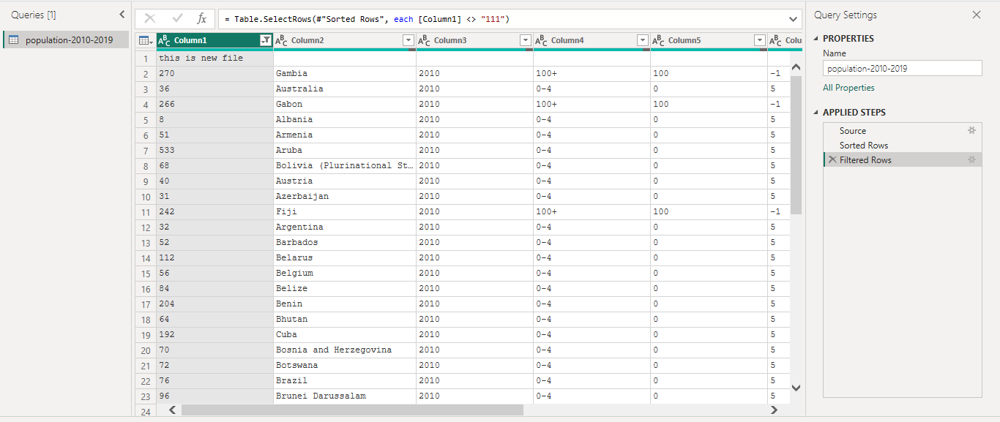 Queries [1]
population-2010-2019
fx = Table.SelectRows(#"Sorted Rows", each [Column1] <> "111")
ABC Column1 ABC Column2 ABC Column3 ABC Column4 ABC Column5 ABC Colu
1 this is new file
2 270 Gambia 2010 100+ 100 -1
3 36 Australia 2010 0-4 0 5
4 266 Gabon 2010 100+ 100 -1
5 8 Albania 2010 0-4 0 5
6 51 Armenia 2010 0-4 0 5
7 533 Aruba 2010 0-4 0 5
8 68 Bolivia (Plurinational St... 2010 0-4 0 5
9 40 Austria 2010 0-4 0 5
10 31 Azerbaijan 2010 0-4 0 5
11 242 Fiji 2010 100+ 100 -1
12 32 Argentina 2010 0-4 0 5
13 52 Barbados 2010 0-4 0 5
14 112 Belarus 2010 0-4 0 5
15 56 Belgium 2010 0-4 0 5
16 84 Belize 2010 0-4 0 5
17 204 Benin 2010 0-4 0 5
18 64 Bhutan 2010 0-4 0 5
19 192 Cuba 2010 0-4 0 5
20 70 Bosnia and Herzegovina 2010 0-4 0 5
21 72 Botswana 2010 0-4 0 5
22 76 Brazil 2010 0-4 0 5
23 96 Brunei Darussalam 2010 0-4 0 5
24
Query Settings
PROPERTIES
Name
population-2010-2019
All Properties
APPLIED STEPS
Source
Sorted Rows
Filtered Rows